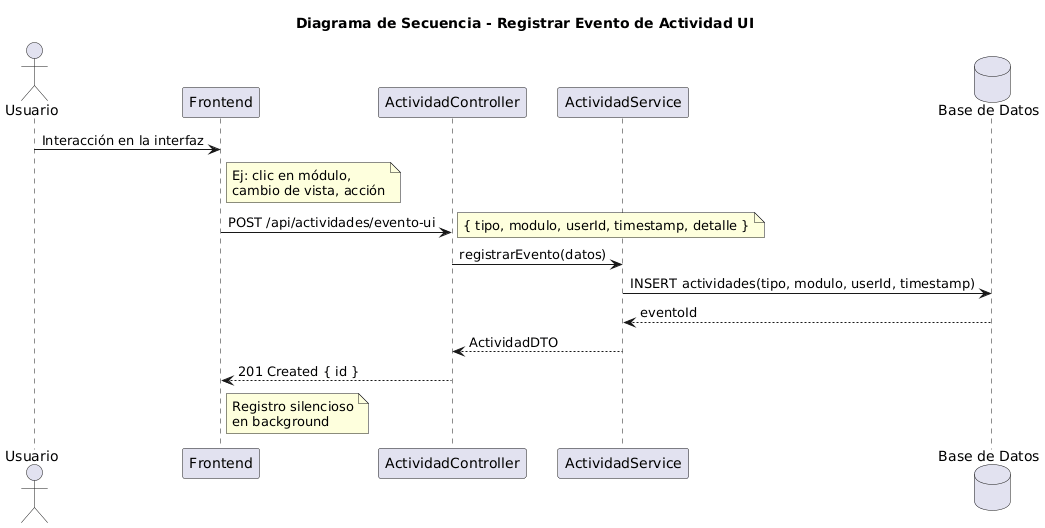 Diagrama de Secuencia - Registrar Evento de Actividad UI
Usuario
Frontend
ActividadController
ActividadService
Base de Datos
Interacción en la interfaz
Ej: clic en módulo,
cambio de vista, acción
POST /api/actividades/evento-ui
{ tipo, modulo, userId, timestamp, detalle }
registrarEvento(datos)
INSERT actividades(tipo, modulo, userId, timestamp)
eventoId
ActividadDTO
201 Created { id }
Registro silencioso
en background
Usuario
Frontend
ActividadController
ActividadService
Base de Datos